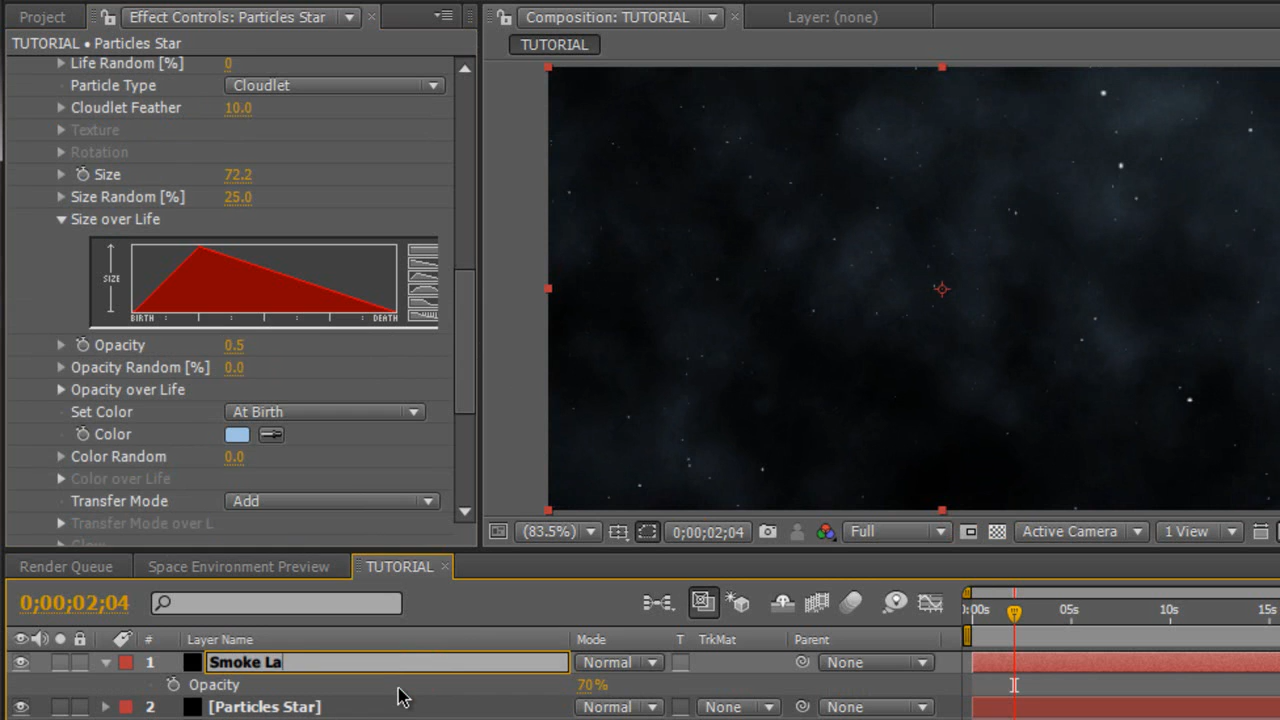 Project
Effect Controls: Particles Star
Composition: TUTORIAL
Layer: (none)
TUTORIAL • Particles Star
TUTORIAL
Life Random [%] 0
Particle Type Cloudlet
Cloudlet Feather 10.0
Texture
Rotation
Size 72.2
Size Random [%] 25.0
Size over Life
SIZE
BIRTH : : : DEATH
Opacity 0.5
Opacity Random [%] 0.0
Opacity over Life
Set Color At Birth
Color
Color Random 0.0
Color over Life
Transfer Mode Add
Transfer Mode over L
Glow
(83.5%) 0;00;02;04 Full Active Camera 1 View
Render Queue Space Environment Preview TUTORIAL
0;00;02;04
:00s 05s 10s 15s
# Layer Name Mode T TrkMat Parent
1 Smoke La Normal None
Opacity 70%
2 [Particles Star] Normal None None